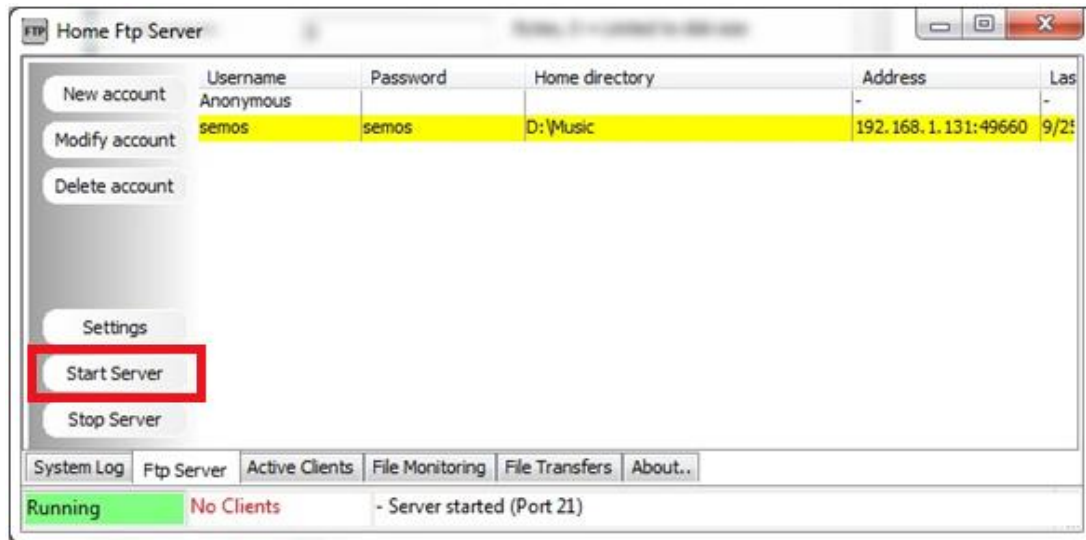 FTP Home Ftp Server
New account
Modify account
Delete account
Settings
Start Server
Stop Server
Username Password Home directory Address Las
Anonymous - -
semos semos D:\Music 192.168.1.131:49660 9/25
System Log Ftp Server Active Clients File Monitoring File Transfers About..
Running No Clients - Server started (Port 21)